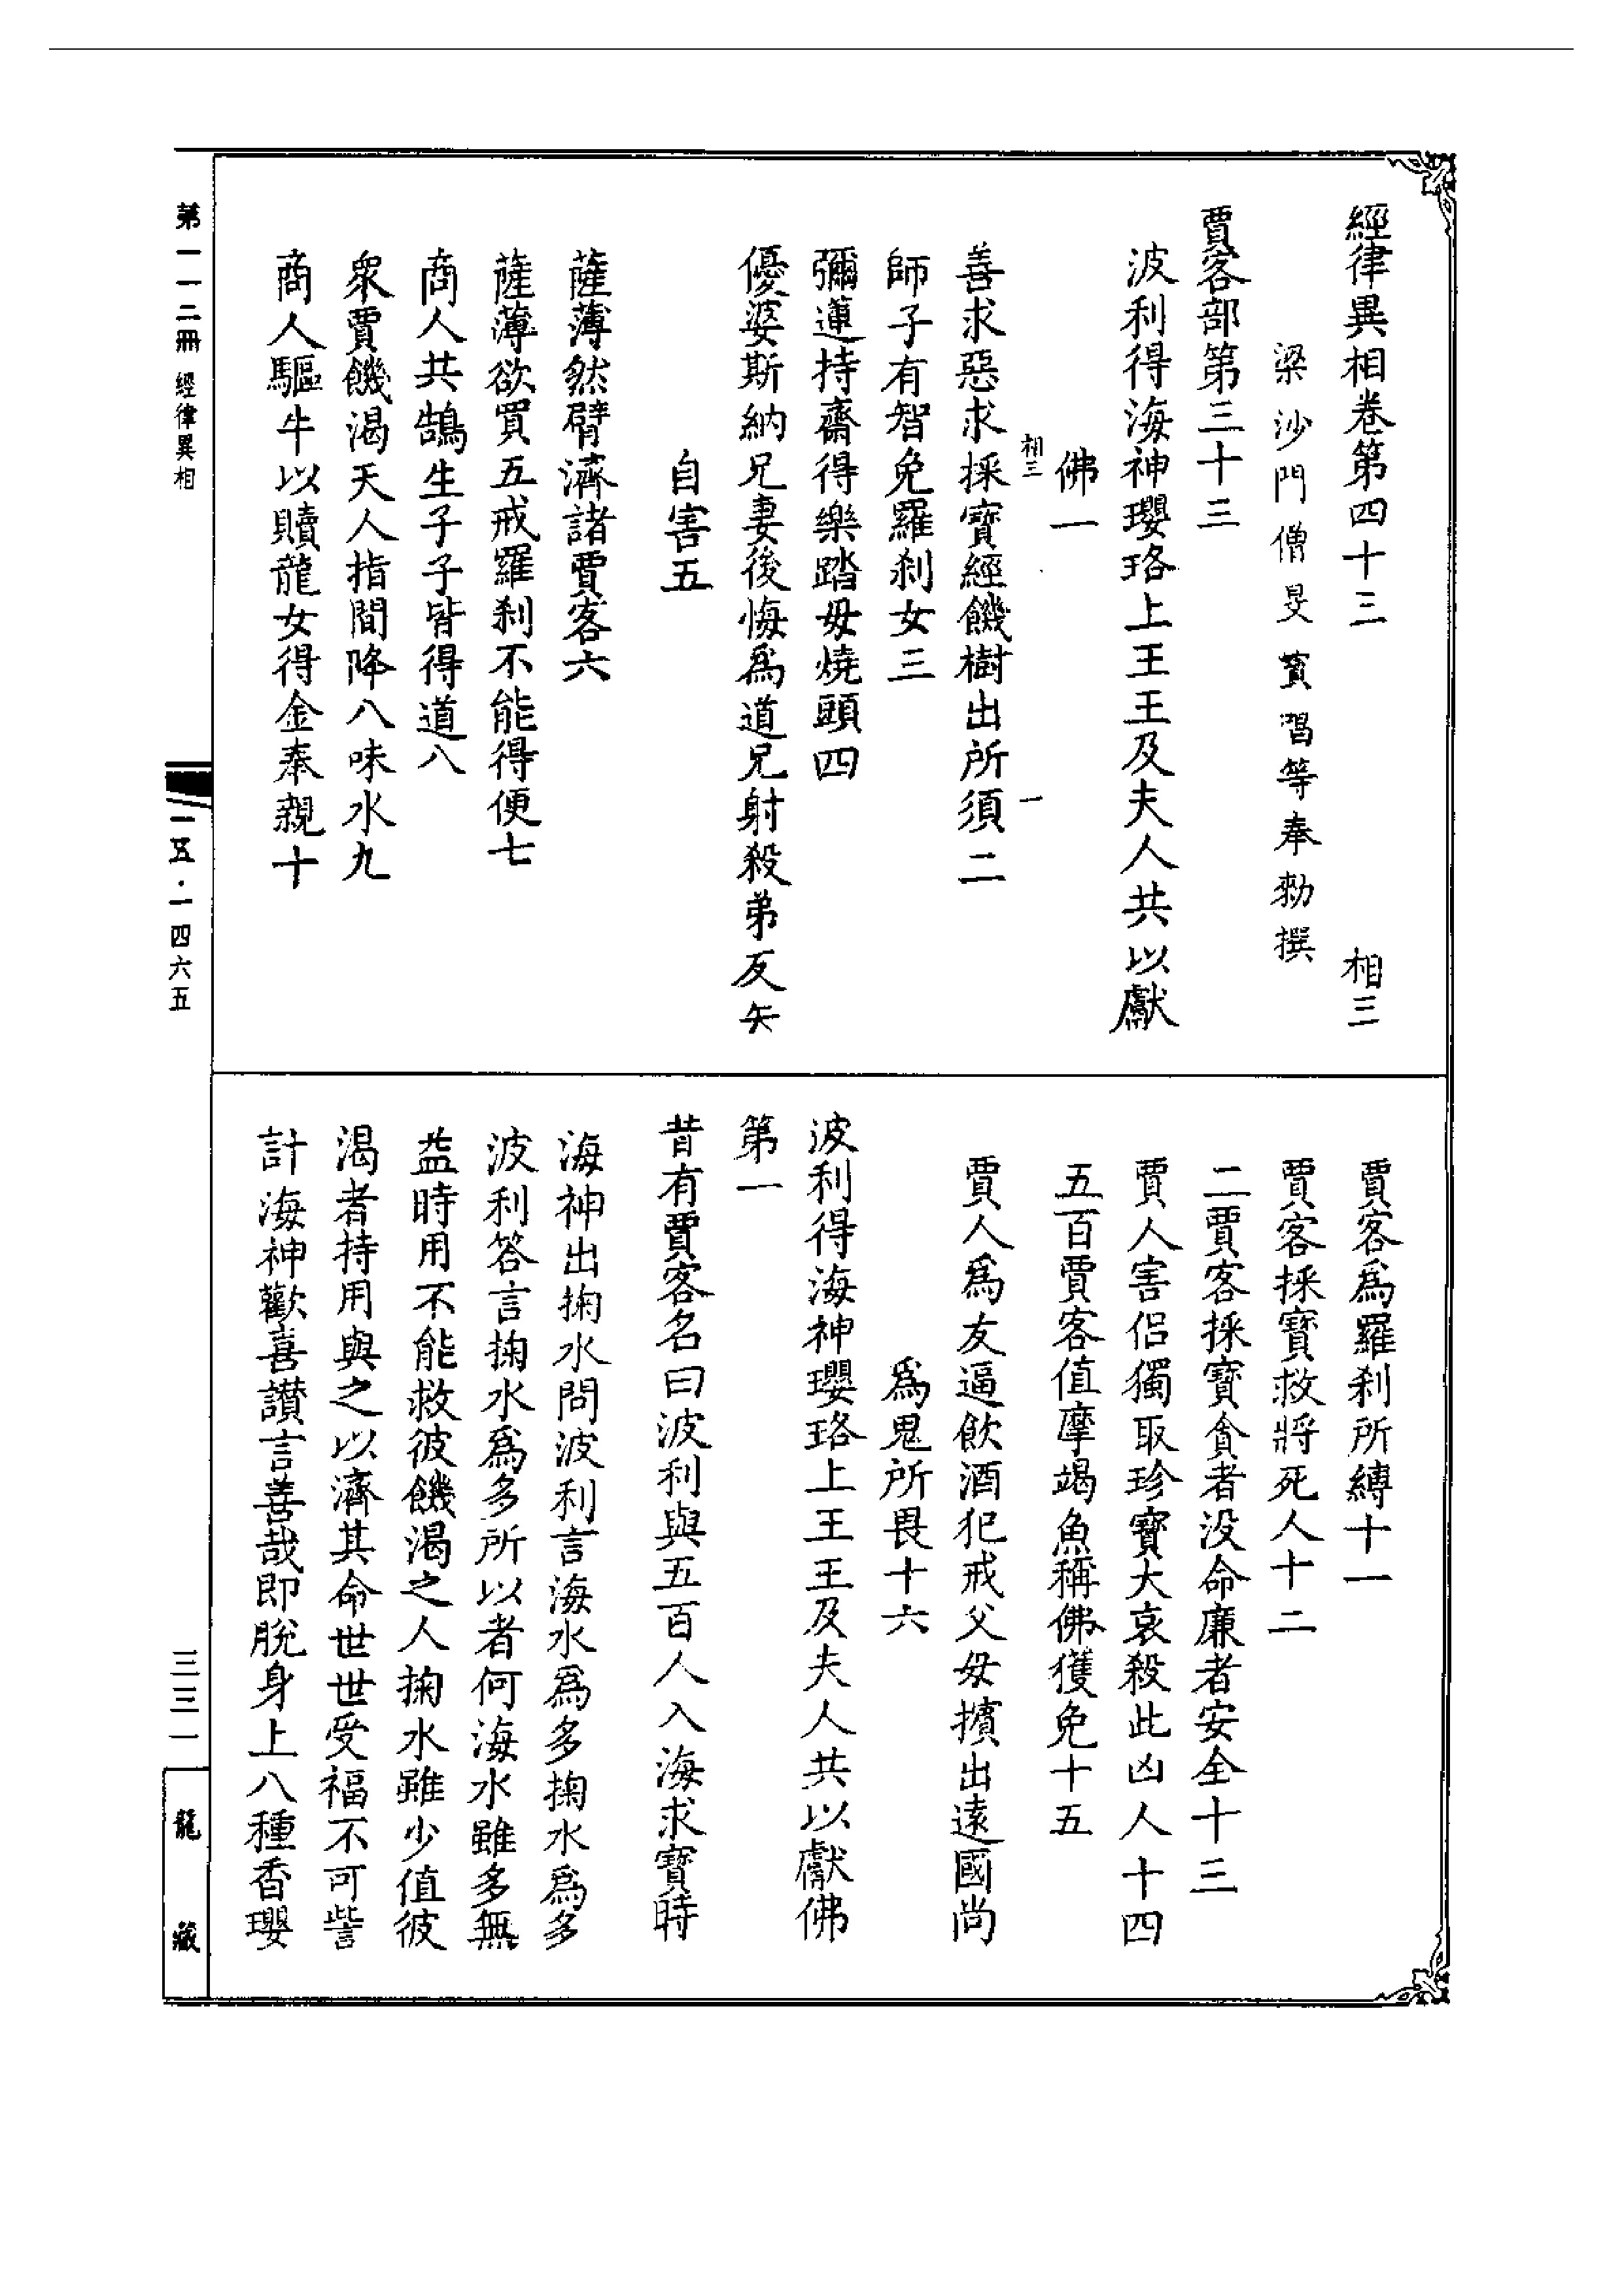 經律異相卷第四十三　相三
梁沙門僧旻寳唱等奉勑撰
賈客部第三十三
波利得海神瓔珞上王王及夫人共以獻
佛一
相三　一
善求惡求採寶經饑樹出所須二
師子有智免羅刹女三
彌蓮持齋得樂踏毋燒頭四
優婆斯納兄妻後悔爲道兄射殺弟反矢
自害五
薩薄然臂濟諸賈客六
薩薄欲買五戒羅刹不能得便七
商人共鵠生子子皆得道八
衆賈饑渴天人指間降八味水九
商人驅牛以贖龍女得金奉親十
賈客爲羅刹所縛十一
賈客採寶救將死人十二
二賈客採寶貪者没命廉者安全十三
賈人害侣獨取珍寶大哀殺此凶人十四
五百賈客值摩竭魚稱佛獲免十五
賈人爲友逼飲酒犯戒父母擯出遠國尚
爲鬼所畏十六
波利得海神瓔珞上王王及夫人共以獻佛
第一
昔有賈客名曰波利與五百人入海求寶時
海神出掬水問波利言海水爲多掬水爲多
波利答言掬水爲多所以者何海水雖多無
益時用不能救彼饑渴之人掬水雖少值彼
渴者持用與之以濟其命世世受福不可訾
計海神歡喜讃言善哉即脫身上八種香瓔
第一一二冊　經律異相
一五·一四六五
三三一
龍藏